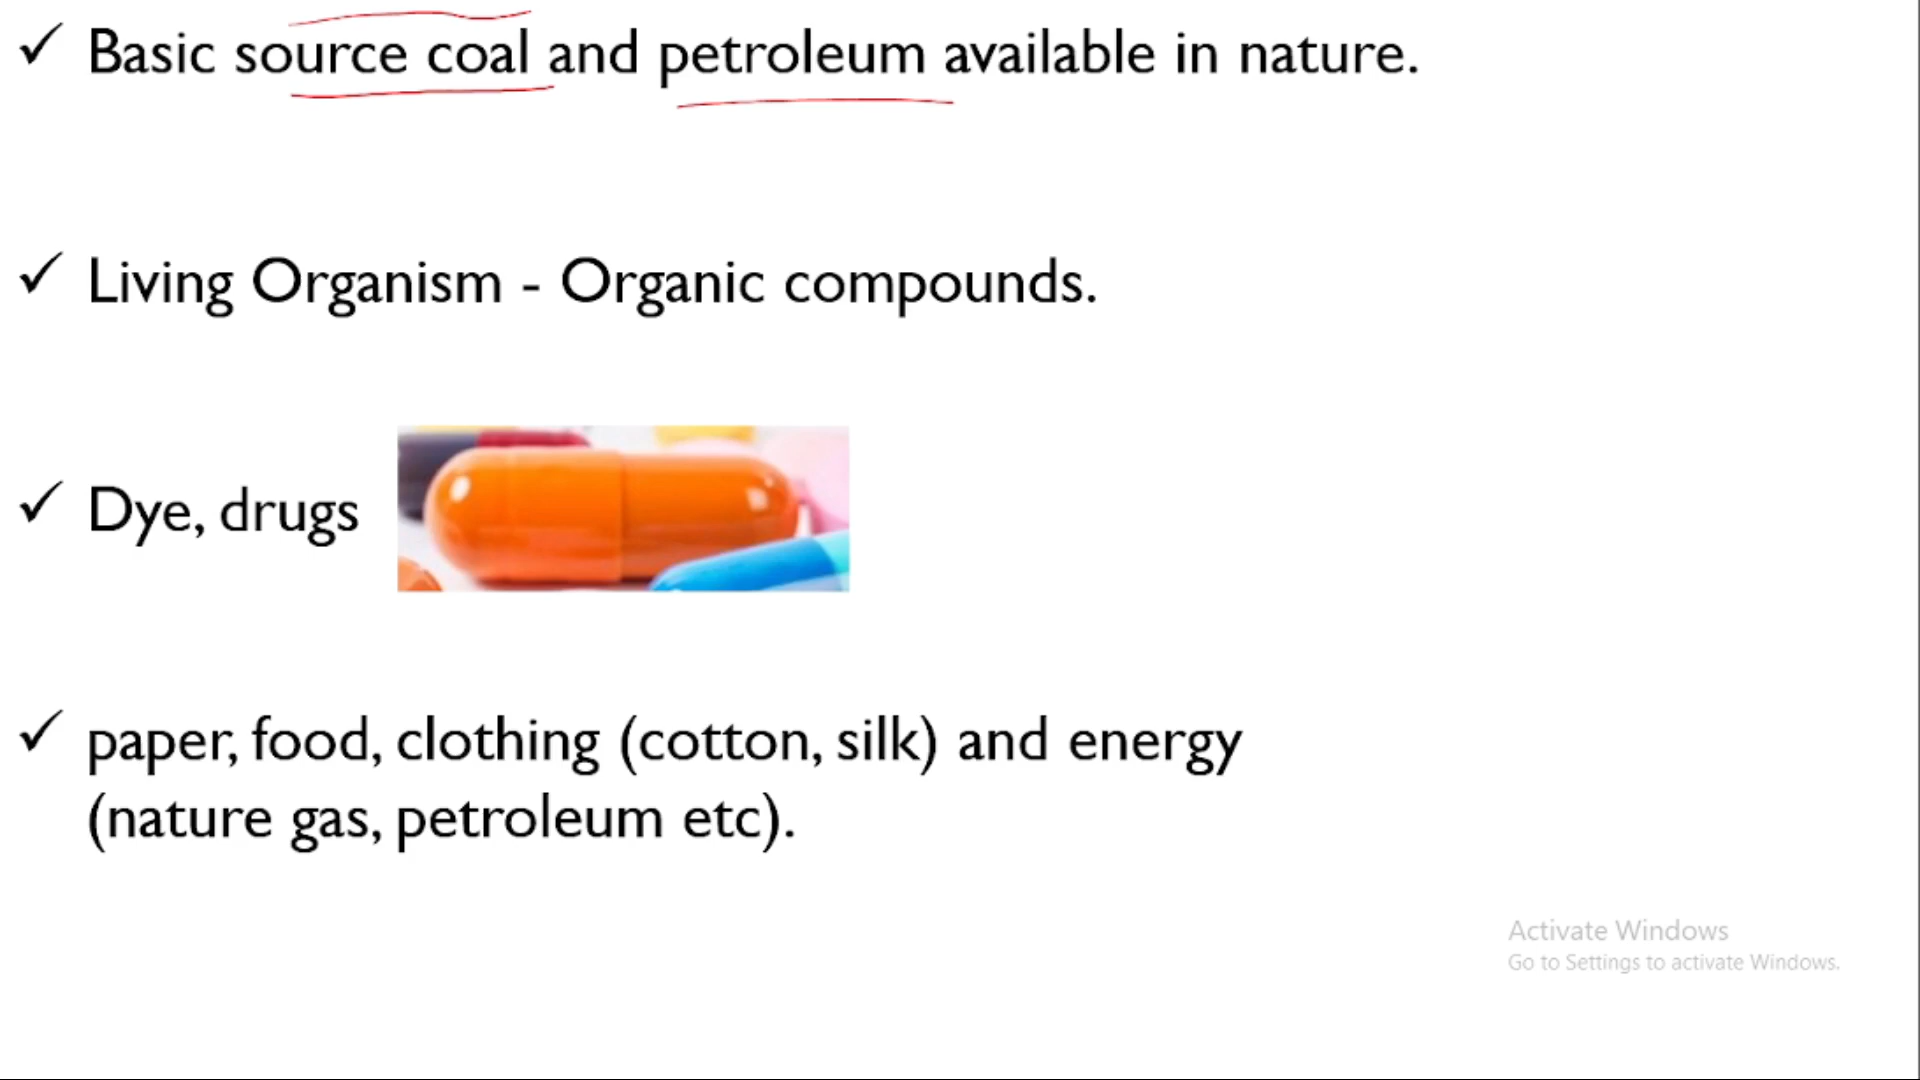 ✓ Basic source coal and petroleum available in nature.
✓ Living Organism - Organic compounds.
✓ Dye, drugs
✓ paper, food, clothing (cotton, silk) and energy
(nature gas, petroleum etc).
Activate Windows
Go to Settings to activate Windows.